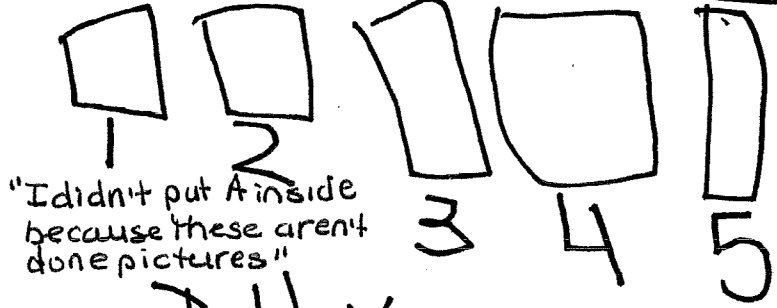 1 2 3 4 5
"I didn't put A inside
because these aren't
done pictures"